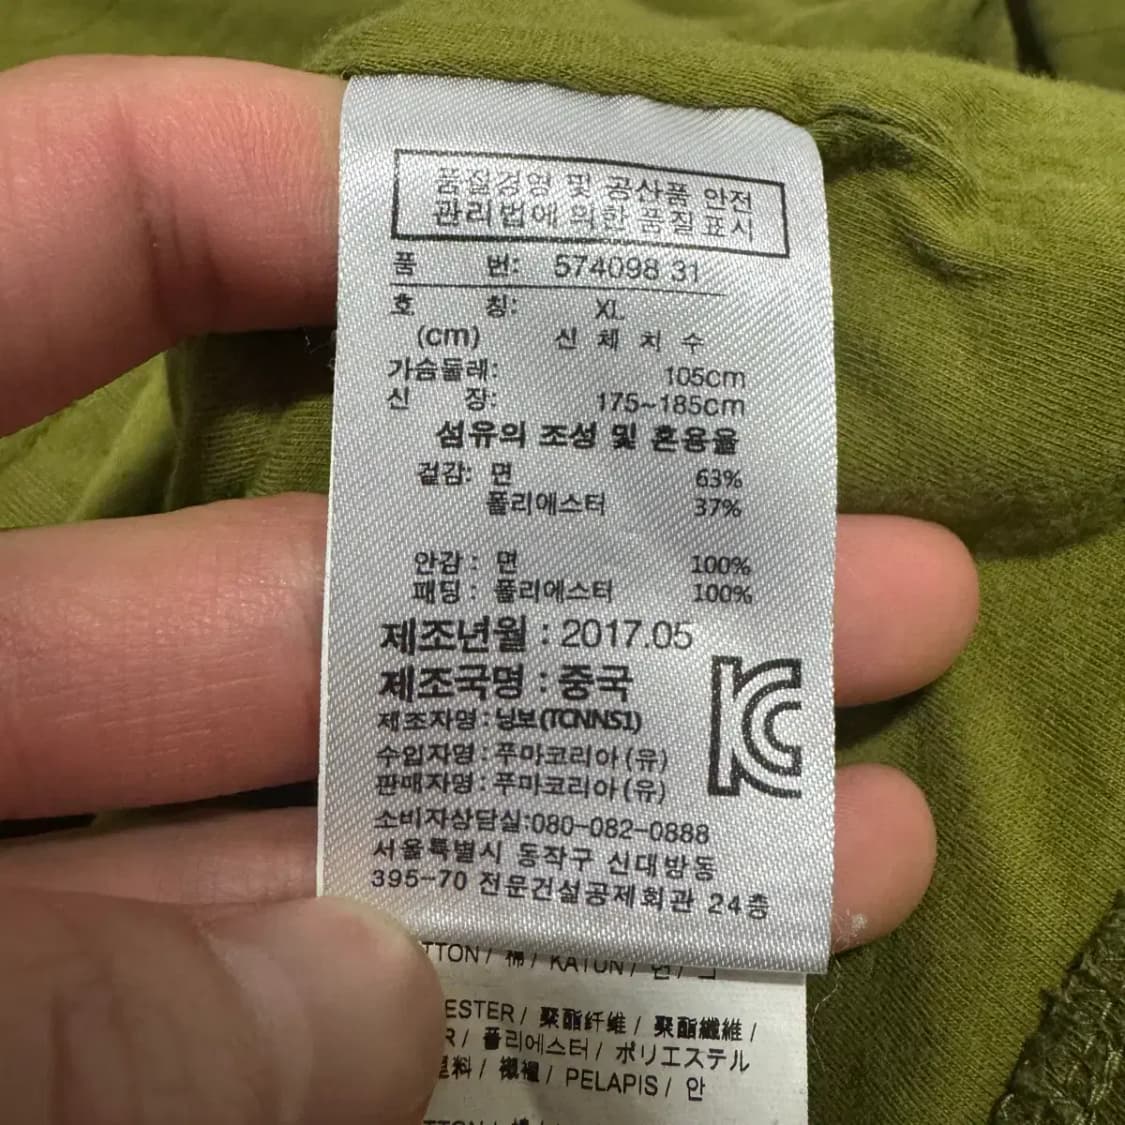 품질경영 및 공산품 안전
관리법에 의한 품질표시
품 번: 574098 31
호 칭: XL
(cm) 신 체 치 수
가슴둘레: 105cm
신 장: 175~185cm
섬유의 조성 및 혼용율
겉감: 면 63%
폴리에스터 37%
안감 : 면 100%
패딩 : 폴리에스터 100%
제조년월 : 2017.05
제조국명 : 중국
제조자명 : 닝보(TCNNS1)
수입자명 : 푸마코리아 (유)
판매자명 : 푸마코리아 (유)
소비자상담실:080-082-0888
서울특별시 동작구 신대방동
395-70 전문건설공제회관 24층
KC
TTON / 棉 / KATUN / 면 /
ESTER / 聚酯纤维 / 聚酯纖維 /
R / 폴리에스터 / ポリエステル
料 / 襯裡 / PELAPIS / 안